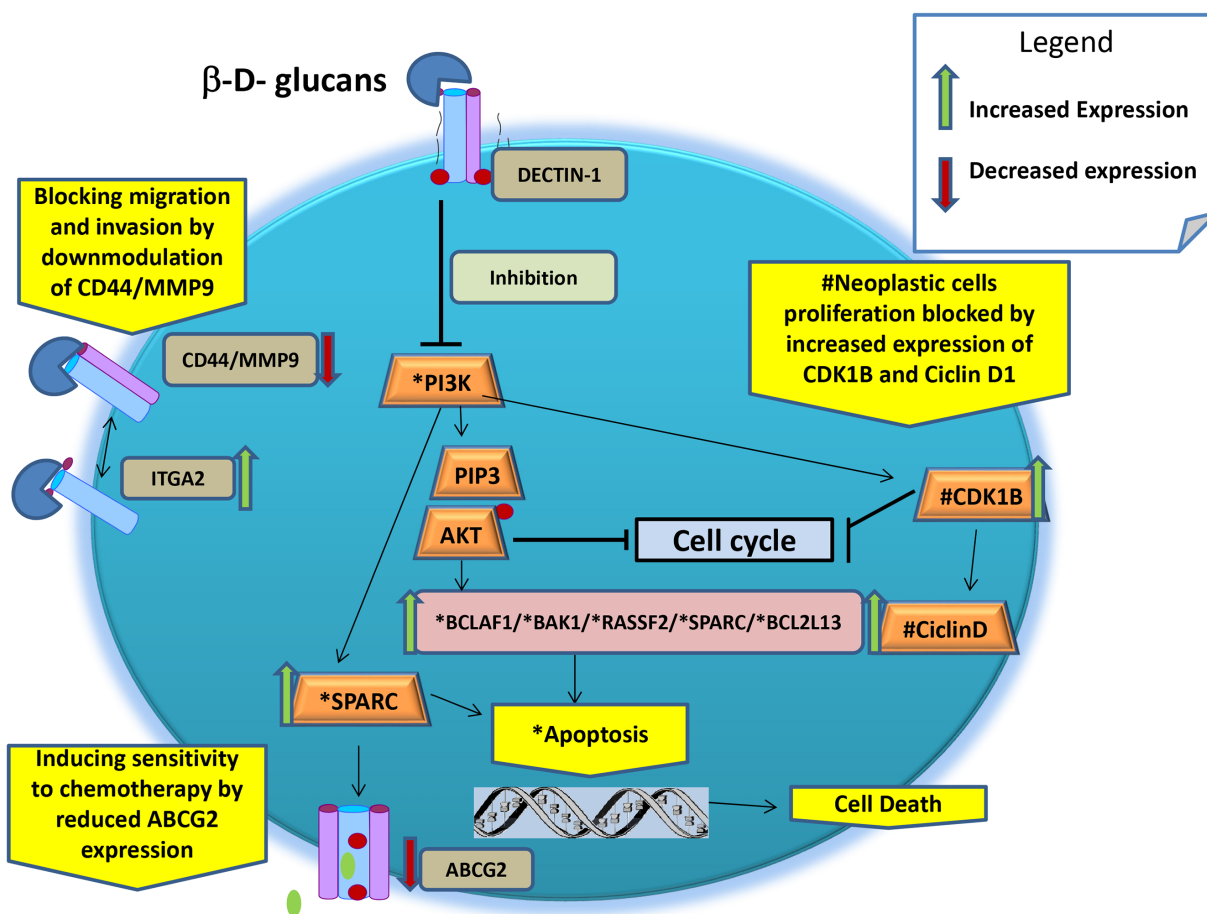 β-D- glucans
Legend
Increased Expression
Decreased expression
DECTIN-1
Blocking migration
and invasion by
downmodulation
of CD44/MMP9
Inhibition
#Neoplastic cells
proliferation blocked by
increased expression of
CDK1B and Ciclin D1
CD44/MMP9
*PI3K
ITGA2
PIP3
#CDK1B
AKT
Cell cycle
*BCLAF1/*BAK1/*RASSF2/*SPARC/*BCL2L13
#CiclinD
*SPARC
*Apoptosis
Inducing sensitivity
to chemotherapy by
reduced ABCG2
expression
Cell Death
ABCG2